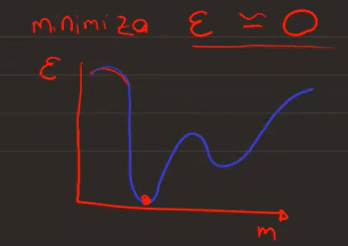 minimiza ε ≃ 0
ε
m